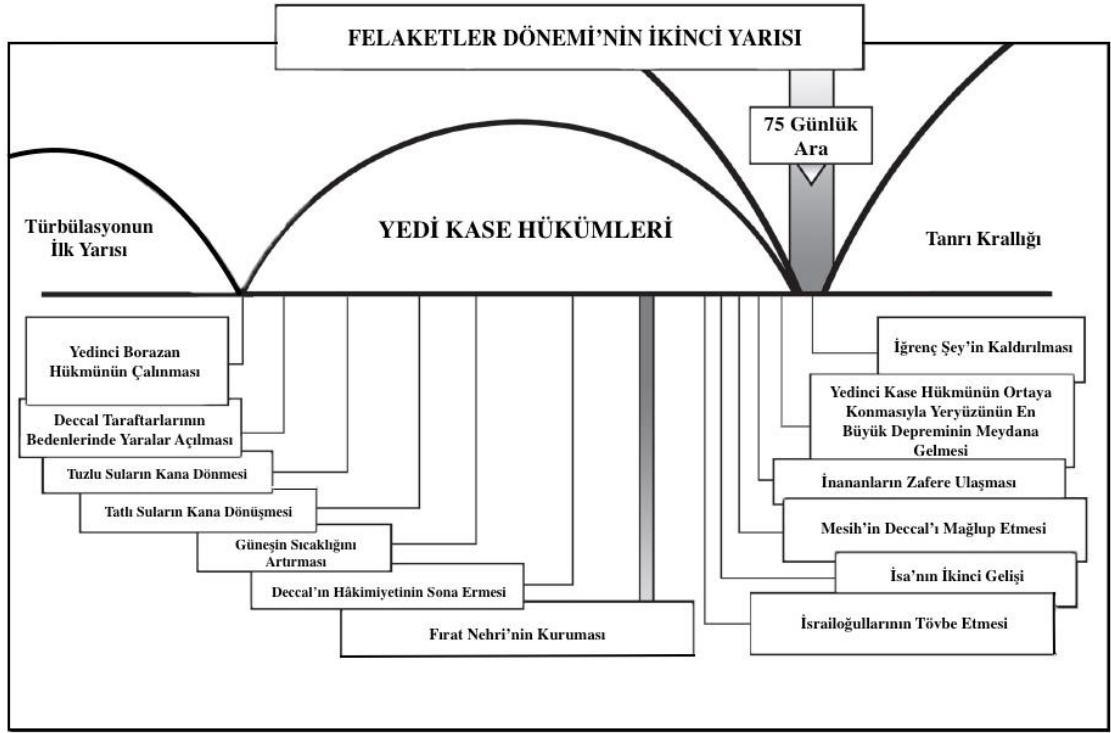 FELAKETLER DÖNEMİ’NİN İKİNCİ YARISI
75 Günlük
Ara
Türbülasyonun
İlk Yarısı
YEDİ KASE HÜKÜMLERİ
Tanrı Krallığı
Yedinci Borazan
Hükmünün Çalınması
Deccal Taraftarlarının
Bedenlerinde Yaralar Açılması
Tuzlu Suların Kana Dönmesi
Tatlı Suların Kana Dönüşmesi
Güneşin Sıcaklığını
Artırması
Deccal’ın Hâkimiyetinin Sona Ermesi
Fırat Nehri’nin Kuruması
İğrenç Şey’in Kaldırılması
Yedinci Kase Hükmünün Ortaya
Konmasıyla Yeryüzünün En
Büyük Depreminin Meydana
Gelmesi
İnananların Zafere Ulaşması
Mesih’in Deccal’ı Mağlup Etmesi
İsa’nın İkinci Gelişi
İsrailoğullarının Tövbe Etmesi